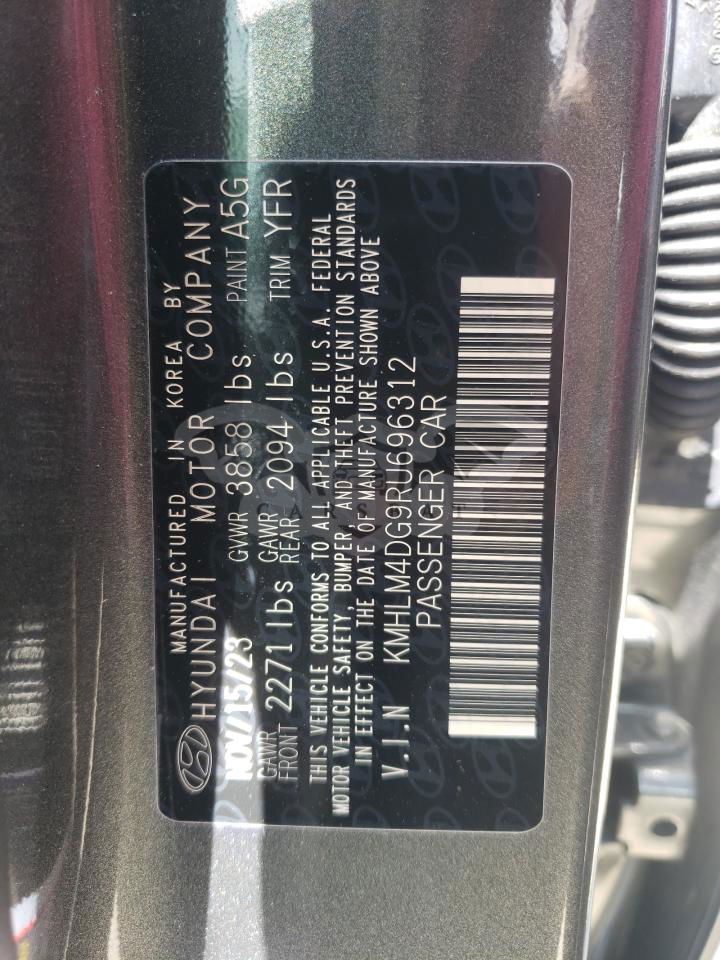 MANUFACTURED IN KOREA BY
HYUNDAI MOTOR COMPANY
NOV/15/23 GVWR 3858 lbs PAINT A5G
GAWR FRONT 2271 lbs GAWR REAR 2094 lbs TRIM YFR
THIS VEHICLE CONFORMS TO ALL APPLICABLE U.S.A. FEDERAL
MOTOR VEHICLE SAFETY, BUMPER, AND THEFT PREVENTION STANDARDS
IN EFFECT ON THE DATE OF MANUFACTURE SHOWN ABOVE
V.I.N KMHLM4DG9RU696312
PASSENGER CAR